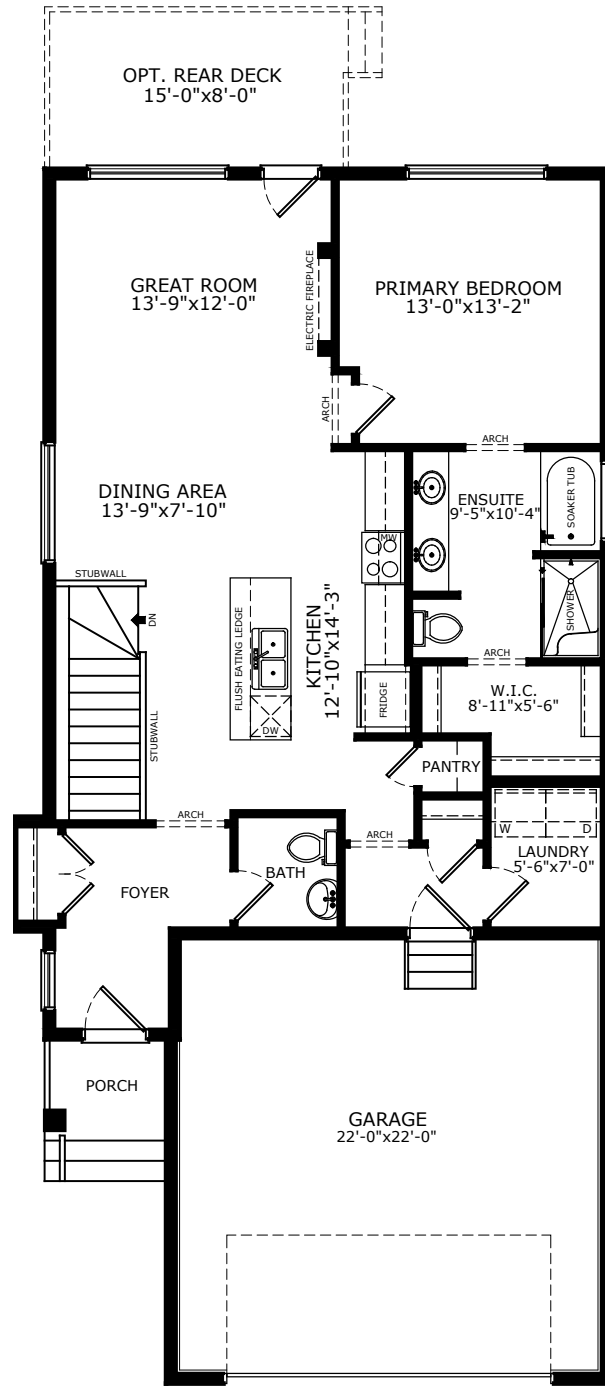 OPT. REAR DECK
15'-0"x8'-0"
GREAT ROOM
13'-9"x12'-0"
ELECTRIC FIREPLACE
PRIMARY BEDROOM
13'-0"x13'-2"
ARCH
ARCH
DINING AREA
13'-9"x7'-10"
ENSUITE
9'-5"x10'-4"
SOAKER TUB
MW
STUBWALL
DN
SHOWER
FLUSH EATING LEDGE
KITCHEN
12'-10"x14'-3"
ARCH
STUBWALL
DW
FRIDGE
W.I.C.
8'-11"x5'-6"
PANTRY
ARCH
ARCH
W
D
LAUNDRY
5'-6"x7'-0"
FOYER
BATH
PORCH
GARAGE
22'-0"x22'-0"